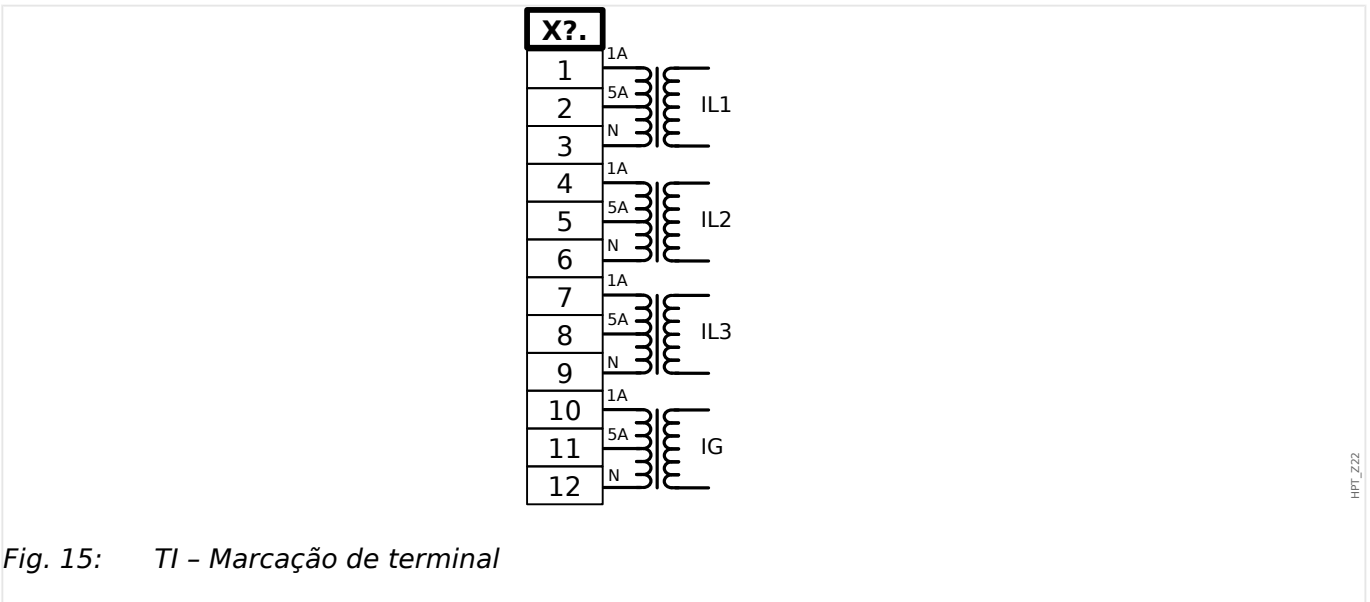 X?.
1A
1
5A
2
IL1
N
3
1A
4
5A
5
IL2
N
6
1A
7
5A
8
IL3
N
9
1A
10
5A
11
IG
N
12
HPT_Z22
Fig. 15: TI – Marcação de terminal